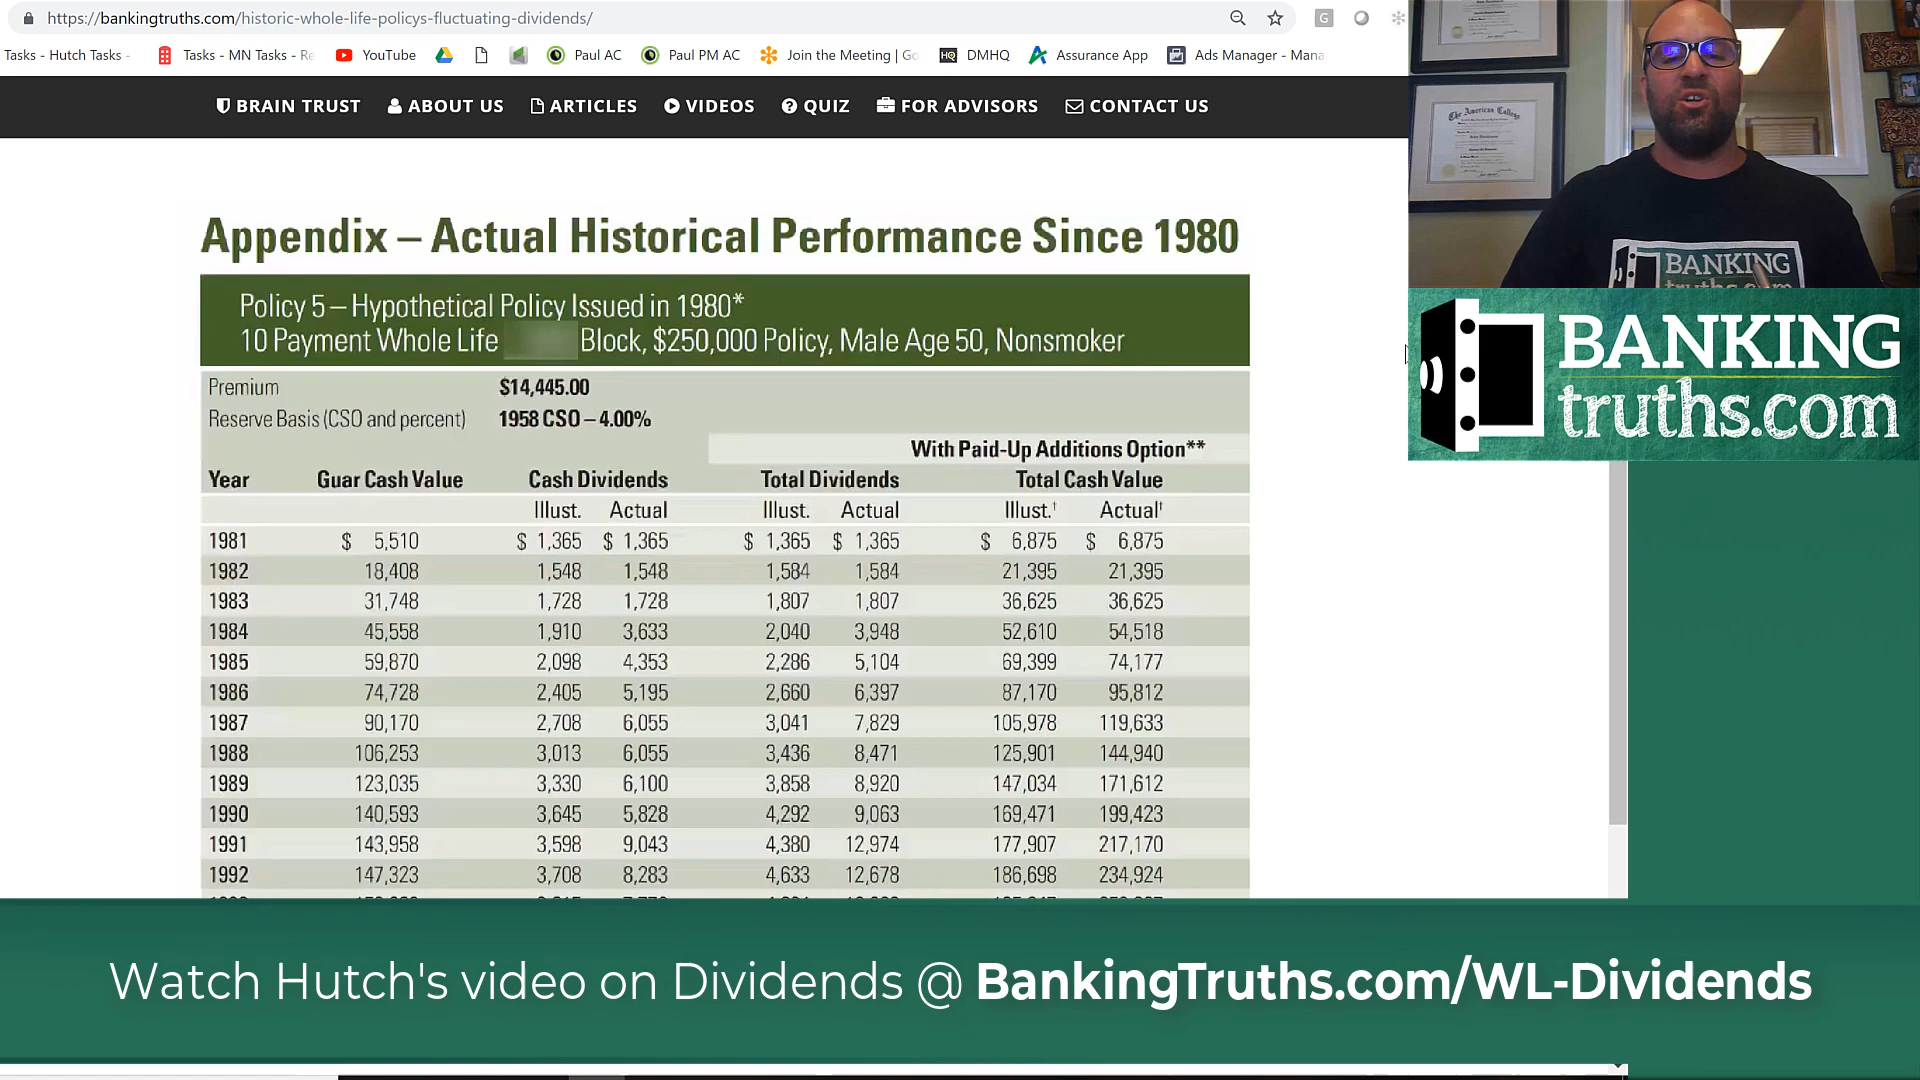 https://bankingtruths.com/historic-whole-life-policys-fluctuating-dividends/
Tasks - Hutch Tasks - Tasks - MN Tasks - Re YouTube Paul AC Paul PM AC Join the Meeting | Go DMHQ Assurance App Ads Manager - Mana
BRAIN TRUST ABOUT US ARTICLES VIDEOS QUIZ FOR ADVISORS CONTACT US
The American College
BANKING
truths.com
BANKING
truths.com
Appendix – Actual Historical Performance Since 1980
Policy 5 – Hypothetical Policy Issued in 1980*
10 Payment Whole Life Block, $250,000 Policy, Male Age 50, Nonsmoker
Premium $14,445.00
Reserve Basis (CSO and percent) 1958 CSO – 4.00%
With Paid-Up Additions Option**
Year Guar Cash Value Cash Dividends Total Dividends Total Cash Value
Illust. Actual Illust. Actual Illust.† Actual†
1981 $ 5,510 $ 1,365 $ 1,365 $ 1,365 $ 1,365 $ 6,875 $ 6,875
1982 18,408 1,548 1,548 1,584 1,584 21,395 21,395
1983 31,748 1,728 1,728 1,807 1,807 36,625 36,625
1984 45,558 1,910 3,633 2,040 3,948 52,610 54,518
1985 59,870 2,098 4,353 2,286 5,104 69,399 74,177
1986 74,728 2,405 5,195 2,660 6,397 87,170 95,812
1987 90,170 2,708 6,055 3,041 7,829 105,978 119,633
1988 106,253 3,013 6,055 3,436 8,471 125,901 144,940
1989 123,035 3,330 6,100 3,858 8,920 147,034 171,612
1990 140,593 3,645 5,828 4,292 9,063 169,471 199,423
1991 143,958 3,598 9,043 4,380 12,974 177,907 217,170
1992 147,323 3,708 8,283 4,633 12,678 186,698 234,924
Watch Hutch's video on Dividends @ BankingTruths.com/WL-Dividends